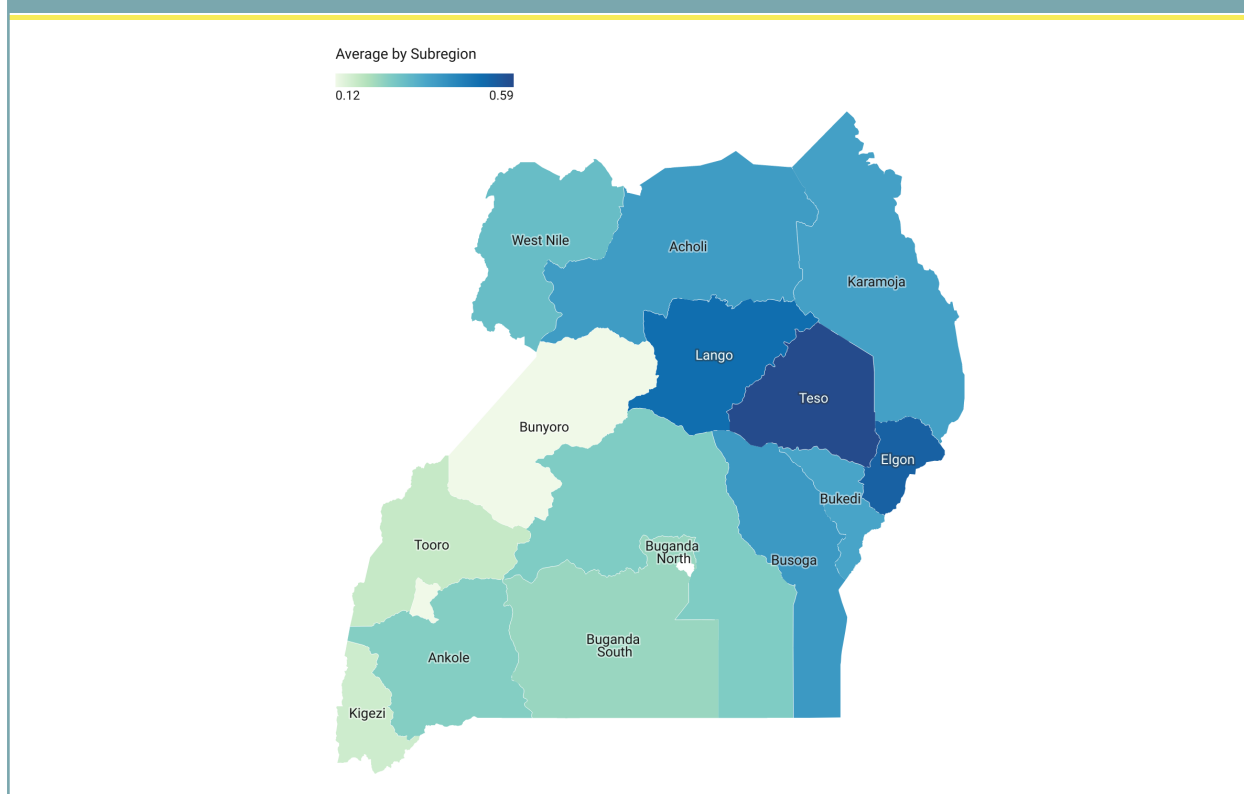 Average by Subregion
0.12
0.59
West Nile
Acholi
Karamoja
Lango
Teso
Bunyoro
Elgon
Bukedi
Tooro
Buganda
North
Busoga
Buganda
South
Ankole
Kigezi